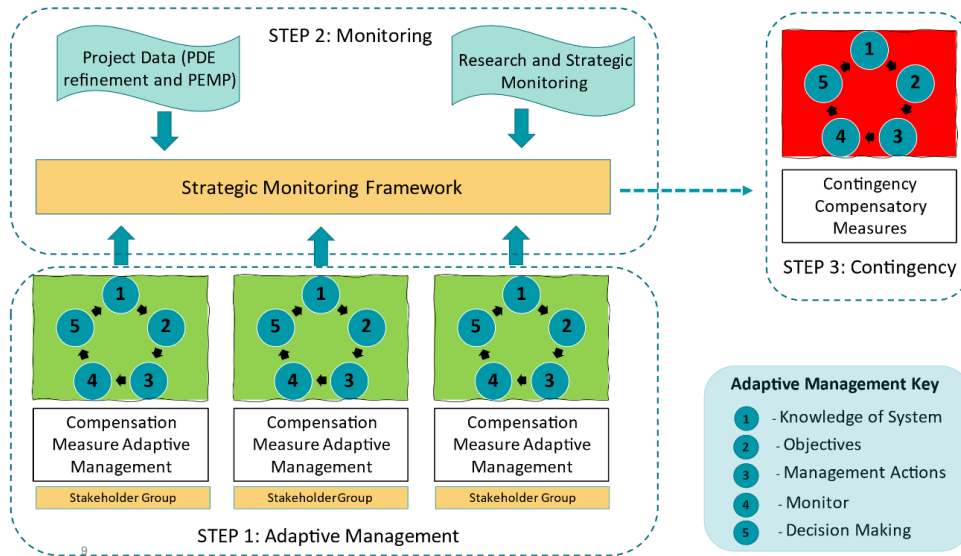 STEP 2: Monitoring
Project Data (PDE
refinement and PEMP)
Research and Strategic
Monitoring
Strategic Monitoring Framework
1
2
3
4
5
Contingency
Compensatory
Measures
STEP 3: Contingency
1
2
3
4
5
Compensation
Measure Adaptive
Management
Stakeholder Group
1
2
3
4
5
Compensation
Measure Adaptive
Management
Stakeholder Group
1
2
3
4
5
Compensation
Measure Adaptive
Management
Stakeholder Group
STEP 1: Adaptive Management
9
Adaptive Management Key
1 - Knowledge of System
2 - Objectives
3 - Management Actions
4 - Monitor
5 - Decision Making